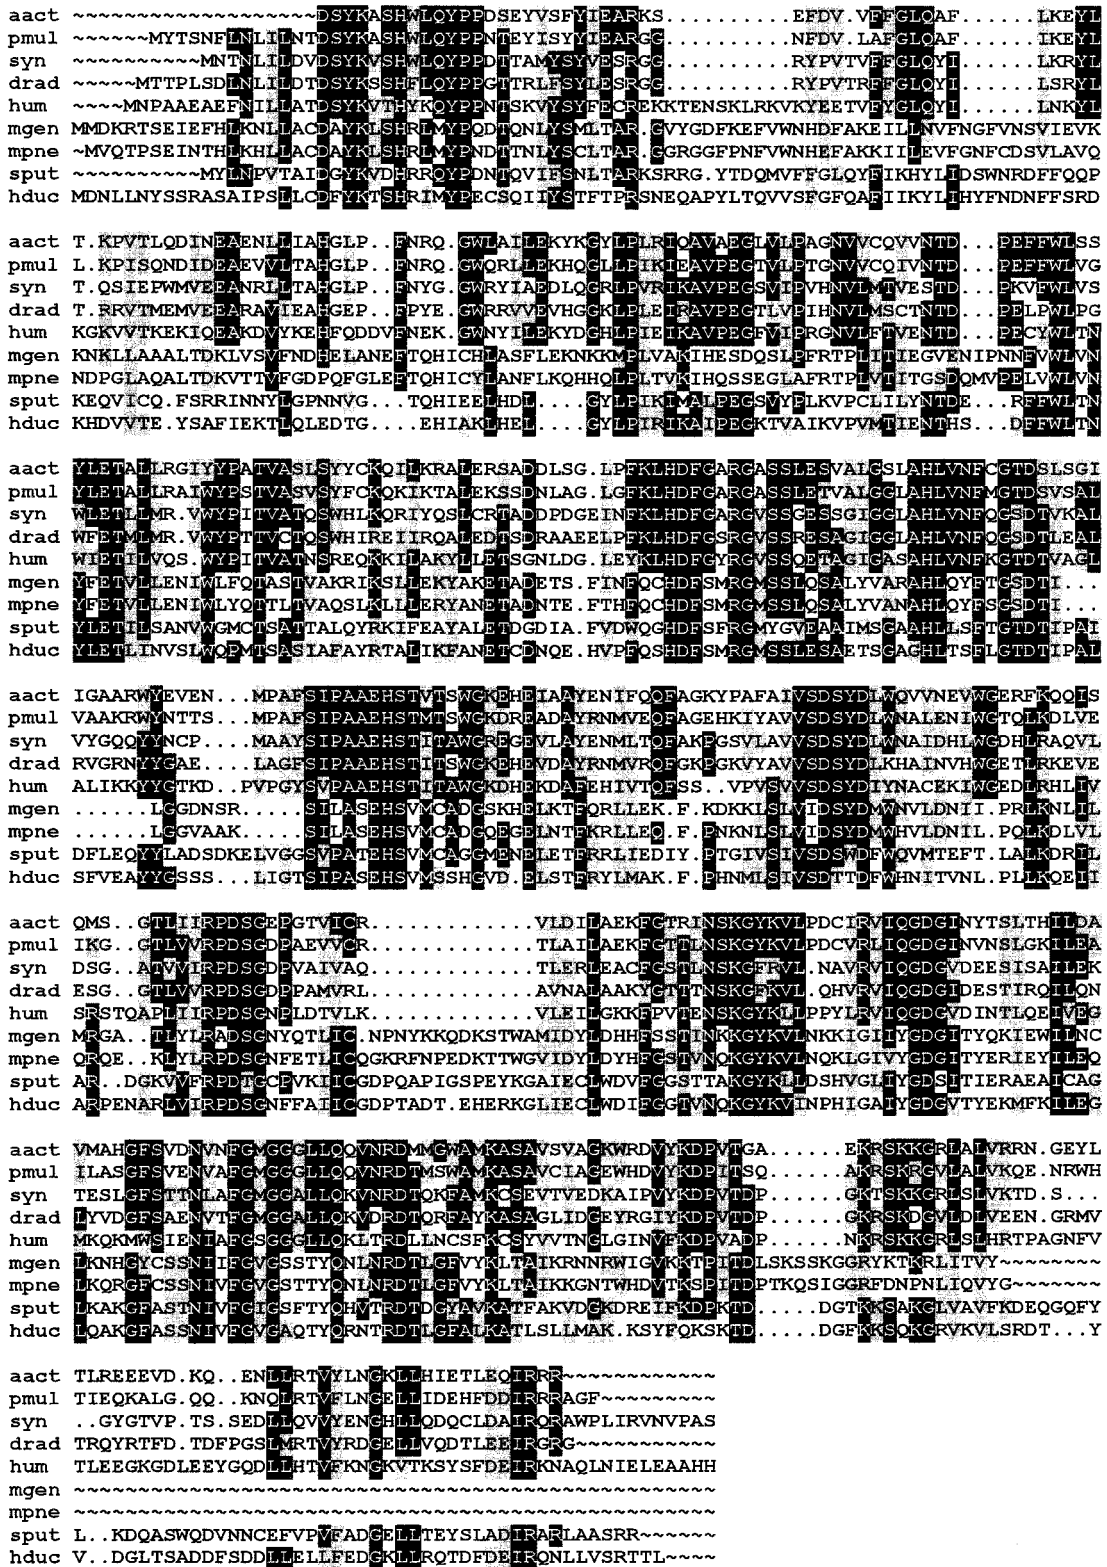 aact ~~~~~~~~~~~~~~~~~~~DSYKASHWLQYPPDSEYVSFYIEARKS..........EFDV.VFFGLQAF......LKEYL
pmul ~~~~~~MYTSNFLNLILNTDSYKASHWLQYPPNTEYISYYIEARGG..........NFDV.LAFGLQAF......IKEYL
syn ~~~~~~~~~~MNTNLILDVDSYKVSHWLQYPPDTTAMYSYVESRGG..........RYPVTVFFGLQYI......LKRYL
drad ~~~~~MTTPLSDLNLILDTDSYKSSHFLQYPPGTTRLFSYLESRGG..........RYPVTRFFGLQYI......LSRYL
hum ~~~~MNPAAEAEFNILLATDSYKVTHYKQYPPNTSKVYSYFECREKKTENSKLRKVKYEETVFYGLQYI......LNKYL
mgen MMDKRTSEIEFHLKNLLACDAYKLSHRLMYPQDTQNLYSMLTAR.GVYGDFKEFVWNHDFAKEILLNVFNGFVNSVIEVK
mpne ~MVQTPSEINTHLKHLLACDAYKLSHRLMYPNDTTNLYSCLTAR.GGRGGFPNFVWNHEFAKKIILEVFGNFCDSVLAVQ
sput ~~~~~~~~~~MYLNPVTAIDGYKVDHRRQYPDNTQVIFSNLTARKSRRG.YTDQMVFFGLQYFIKHYLIDSWNRDFFQQP
hduc MDNLLNYSSRASAIPSLLCDFYKTSHRIMYPECSQIIYSTFTPRSNEQAPYLTQVVSFGFQAFIIKYLIHYFNDNFFSRD
aact T.KPVTLQDINEAENLLIAHGLP..FNRQ.GWLAILEKYKGYLPLRIQAVAEGLVLPAGNVVCQVVNTD...PEFFWLSS
pmul L.KPISQNDIDEAEVVLTAHGLP..FNRQ.GWQRLLEKHQGLLPIKIEAVPEGTVLPTGNVVCQIVNTD...PEFFWLVG
syn T.QSIEPWMVEEANRLLTAHGLP..FNYG.GWRYIAEDLQGRLPVRIKAVPEGSVIPVHNVLMTVESTD...PKVFWLVS
drad T.RRVTMEMVEEARAVIEAHGEP..FPYE.GWRRVVEVHGGKLPLEIRAVPEGTLVPIHNVLMSCTNTD...PELPWLPG
hum KGKVVTKEKIQEAKDVYKEHFQDDVFNEK.GWNYILEKYDGHLPIEIKAVPEGFVIPRGNVLFTVENTD...PECYWLTN
mgen KNKLLAAALTDKLVSVFNDHELANEFTQHICHLASFLEKNKKMPLVAKIHESDQSLPFRTPLITIEGVENIPNNFVWLVN
mpne NDPGLAQALTDKVTTVFGDPQFGLEFTQHICYLANFLKQHHQLPLTVKIHQSSEGLAFRTPLVTITGSDQMVPELVWLVN
sput KEQVICQ.FSRRINNYLGPNNVG...TQHIEELHDL....GYLPIKIMALPEGSVYPLKVPCLILYNTDE...RFFWLTN
hduc KHDVVTE.YSAFIEKTLQLEDTG...EHIAKLHEL....GYLPIRIKAIPEGKTVAIKVPVMTIENTHS...DFFWLTN
aact YLETALLRGIYYPATVASLSYYCKQILKRALERSADDLSG.LPFKLHDFGARGASSLESVALGSLAHLVNFCGTDSLSGI
pmul YLETALLRAIWYPSTVASVSYFCKQKIKTALEKSSDNLAG.LGFKLHDFGARGASSLETVALGGLAHLVNFMGTDSVSAL
syn WLETLLMR.VWYPITVATQSWHLKQRIYQSLCRTADDPDGEINFKLHDFGARGVSSGESSGIGGLAHLVNFQGSDTVKAL
drad WFETMLMR.VWYPTTVCTQSWHIREIIRQALEDTSDRAAEELPFKLHDFGSRGVSSRESAGIGGLAHLVNFQGSDTLEAL
hum WIETILVQS.WYPITVATNSREQKKILAKYLLETSGNLDG.LEYKLHDFGYRGVSSQETAGIGASAHLVNFKGTDTVAGL
mgen YFETVLLENIWLFQTASTVAKRIKSLLEKYAKETADETS.FINFQCHDFSMRGMSSLQSALYVARAHLQYFTGSDTI...
mpne YFETVLLENIWLYQTTLTVAQSLKLLLERYANETADNTE.FTHFQCHDFSMRGMSSLQSALYVANAHLQYFSGSDTI...
sput YLETILSANVWGMCTSATTALQYRKIFEAYALETDGDIA.FVDWQGHDFSFRGMYGVEAAIMSGAAHLLSFTGTDTIPAI
hduc YLETLINVSLWQPMTSASIAFAYRTALIKFANETCDNQE.HVPFQSHDFSMRGMSSLESAETSGAGHLTSFLGTDTIPAL
aact IGAARWYEVEN...MPAFSIPAAEHSTVTSWGKEHEIAAYENIFQQFAGKYPAFAIVSDSYDLWQVVNEVWGERFKQQIS
pmul VAAKRWYNTTS...MPAFSIPAAEHSTMTSWGKDREADAYRNMVEQFAGEHKIYAVVSDSYDLWNALENIWGTQLKDLVE
syn VYGQQYYNCP....MAAYSIPAAEHSTITAWGREGEVLAYENMLTQFAKPGSVLAVVSDSYDLWNAIDHLWGDHLRAQVL
drad RVGRNYYGAE....LAGFSIPAAEHSTITSWGKEHEVDAYRNMVRQFGKPGKVYAVVSDSYDLKHAINVHWGETLRKEVE
hum ALIKKYYGTKD..PVPGYSVPAAEHSTITAWGKDHEKDAFEHIVTQFSS..VPVSVVSDSYDIYNACEKIWGEDLRHLIV
mgen ......LGGDNSR.....SILASEHSVMCADGSKHELKTFQRLLEK.F.KDKKLSLVIDSYDMWNVLDNII.PRLKNLIL
mpne ......LGGVAAK.....SILASEHSVMCADGQEGELNTFKRLLEQ.F.PNKNLSLVIDSYDMWHVLDNIL.PQLKDLVL
sput DFLEQYYLADSDKELVGGSVPATEHSVMCAGGMENELETFRRLIEDIY.PTGIVSIVSDSWDFWQVMTEFT.LALKDRIL
hduc SFVEAYYGSSS...LIGTSIPASEHSVMSSHGVD.ELSTFRYLMAK.F.PHNMLSIVSDTTDFWHNITVNL.PLLKQEII
aact QMS..GTLIIRPDSGEPGTVICR.............VLDILAEKFGTRINSKGYKVLPDCIRVIQGDGINYTSLTHILDA
pmul IKG..GTLVVRPDSGDPAEVVCR.............TLAILAEKFGTTLNSKGYKVLPDCVRLIQGDGINVNSLGKILEA
syn DSG..ATVVIRPDSGDPVAIVAQ.............TLERLEACFGSTLNSKGFRVL.NAVRVIQGDGVDEESISAILEK
drad ESG..GTLVVRPDSGDPPAMVRL.............AVNALAAKYGTTTNSKGFKVL.QHVRVIQGDGIDESTIRQILQN
hum SRSTQAPLIIRPDSGNPLDTVLK.............VLEILGKKFPVTENSKGYKLLPPYLRVIQGDGVDINTLQEIVEG
mgen MRGA..TLYLRADSGNYQTLIC.NPNYKKQDKSTWAMIDYLDHHFSSTINKKGYKVLNKKIGIIYGDGITYQKIEWILNC
mpne QRQE..KLYLRPDSGNFETLICQGKRFNPEDKTTWGVIDYLDYHFGSTVNQKGYKVLNQKLGIVYGDGITYERIEYILEQ
sput AR..DGKVVFRPDTGCPVKIICGDPQAPIGSPEYKGAIECLWDVFGGSTTAKGYKLLDSHVGLIYGDSITIERAEAICAG
hduc ARPENARLVIRPDSGNFFAIICGDPTADT.EHERKGLIECLWDIFGGTVNQKGYKVINPHIGAIYGDGVTYEKMFKILEG
aact VMAHGFSVDNVNFGMGGGLLQQVNRDMMGWAMKASAVSVAGKWRDVYKDPVTGA......EKRSKKGRLALVRRN.GEYL
pmul ILASGFSVENVAFGMGGGLLQQVNRDTMSWAMKASAVCIAGEWHDVYKDPITSQ......AKRSKRGVLALVKQE.NRWH
syn TESLGFSTTNLAFGMGGALLQKVNRDTQKFAMKCSEVTVEDKAIPVYKDPVTDP......GKTSKKGRLSLVKTD.S...
drad LYVDGFSAENVTFGMGGALLQKVDRDTQRFAYKASAGLIDGEYRGIYKDPVTDP......GKRSKDGVLDLVEEN.GRMV
hum MKQKMWSIENIAFGSGGGLLQKLTRDLLNCSFKCSYVVTNGLGINVFKDPVADP......NKRSKKGRLSLHRTPAGNFV
mgen LKNHGYCSSNIIFGVGSSTYQNLNRDTLGFVYKLTAIKRNNRWIGVKKTPITDLSKSSKGGRYKTKRLITVY~~~~~~~~
mpne LKQRGFCSSNIVFGVGSTTYQNLNRDTLGFVYKLTAIKKGNTWHDVTKSPITDPTKQSIGGRFDNPNLIQVYG~~~~~~~
sput LKAKGFASTNIVFGIGSFTYQHVTRDTDGYAVKATFAKVDGKDREIFKDPKTD......DGTKKSAKGLVAVFKDEQGQFY
hduc LQAKGFASSNIVFGVGAQTYQRNTRDTLGFALKATLSLLMAK.KSYFQKSKTD......DGFKKSQKGRVKVLSRDT...Y
aact TLREEEVD.KQ..ENLLRTVYLNGKLLHIETLEQIRRR~~~~~~~~~~~~
pmul TIEQKALG.QQ..KNQLRTVFLNGELLIDEHFDDIRRRAGF~~~~~~~~~
syn ..GYGTVP.TS.SEDLLQVVYENGHLLQDQCLDAIRQRAWPLIRVNVPAS
drad TRQYRTFD.TDFPGSLMRTVYRDGELLVQDTLEEIRGRG~~~~~~~~~~~
hum TLEEGKGDLEEYGQDLLHTVFKNGKVTKSYSFDEIRKNAQLNIELEAAHH
mgen ~~~~~~~~~~~~~~~~~~~~~~~~~~~~~~~~~~~~~~~~~~~~~~~~~~
mpne ~~~~~~~~~~~~~~~~~~~~~~~~~~~~~~~~~~~~~~~~~~~~~~~~~~
sput L..KDQASWQDVNNCEFVPVFADGELLTEYSLADIRARLAASRR~~~~~~
hduc V..DGLTSADDFSDDLLELLFEDGKLLRQTDFDEIRQNLLVSRTTL~~~~